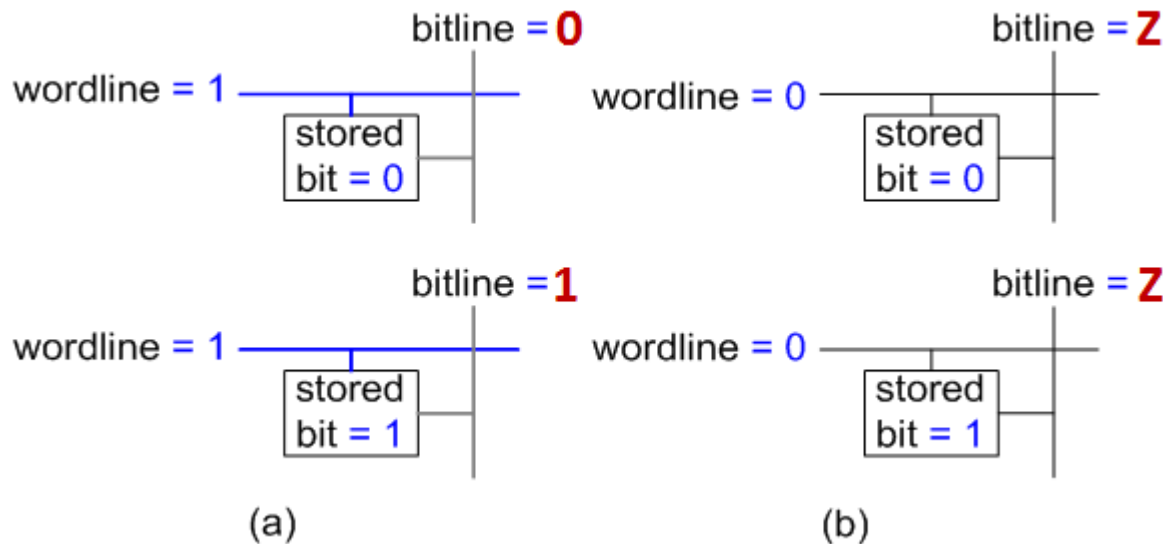 bitline = 0
wordline = 1
stored
bit = 0
bitline = Z
wordline = 0
stored
bit = 0
bitline = 1
wordline = 1
stored
bit = 1
bitline = Z
wordline = 0
stored
bit = 1
(a)
(b)